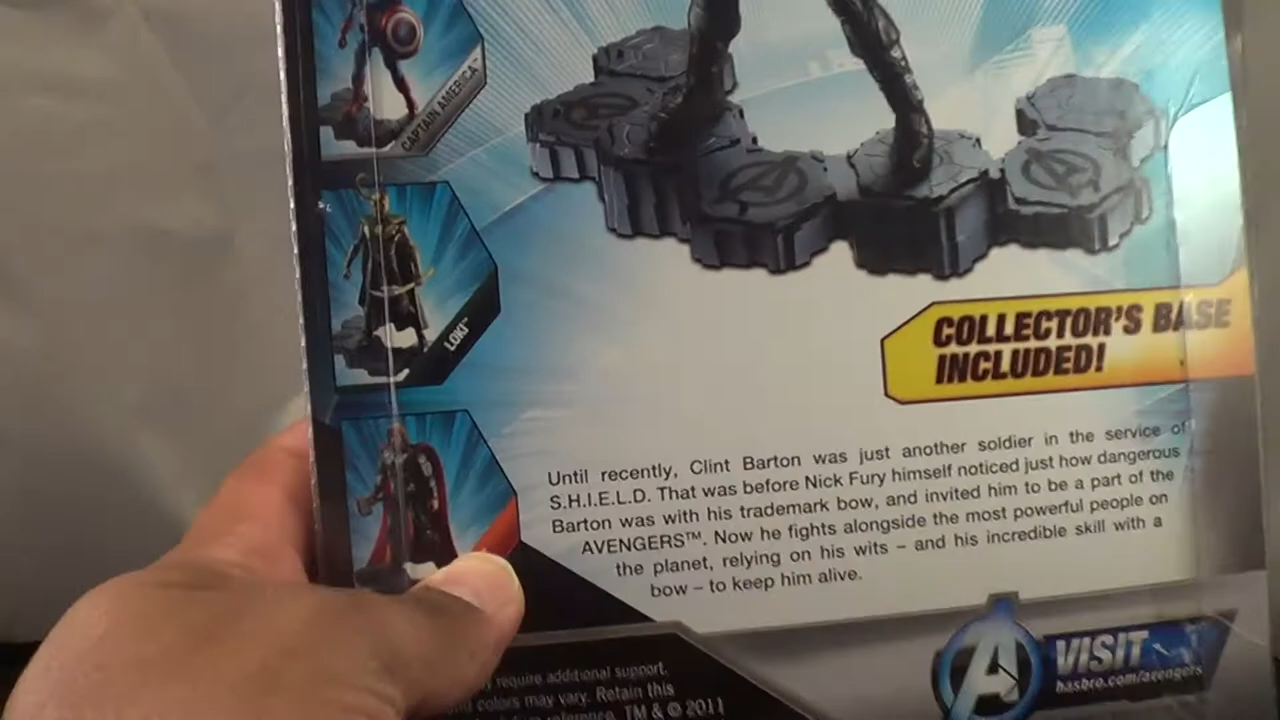 CAPTAIN AMERICA™
LOKI™
COLLECTOR'S BASE
INCLUDED!
Until recently, Clint Barton was just another soldier in the service of
S.H.I.E.L.D. That was before Nick Fury himself noticed just how dangerous
Barton was with his trademark bow, and invited him to be a part of the
AVENGERS™. Now he fights alongside the most powerful people on
the planet, relying on his wits – and his incredible skill with a
bow – to keep him alive.
A
VISIT
hasbro.com/avengers
require additional support.
colors may vary. Retain this
reference. TM & © 2011